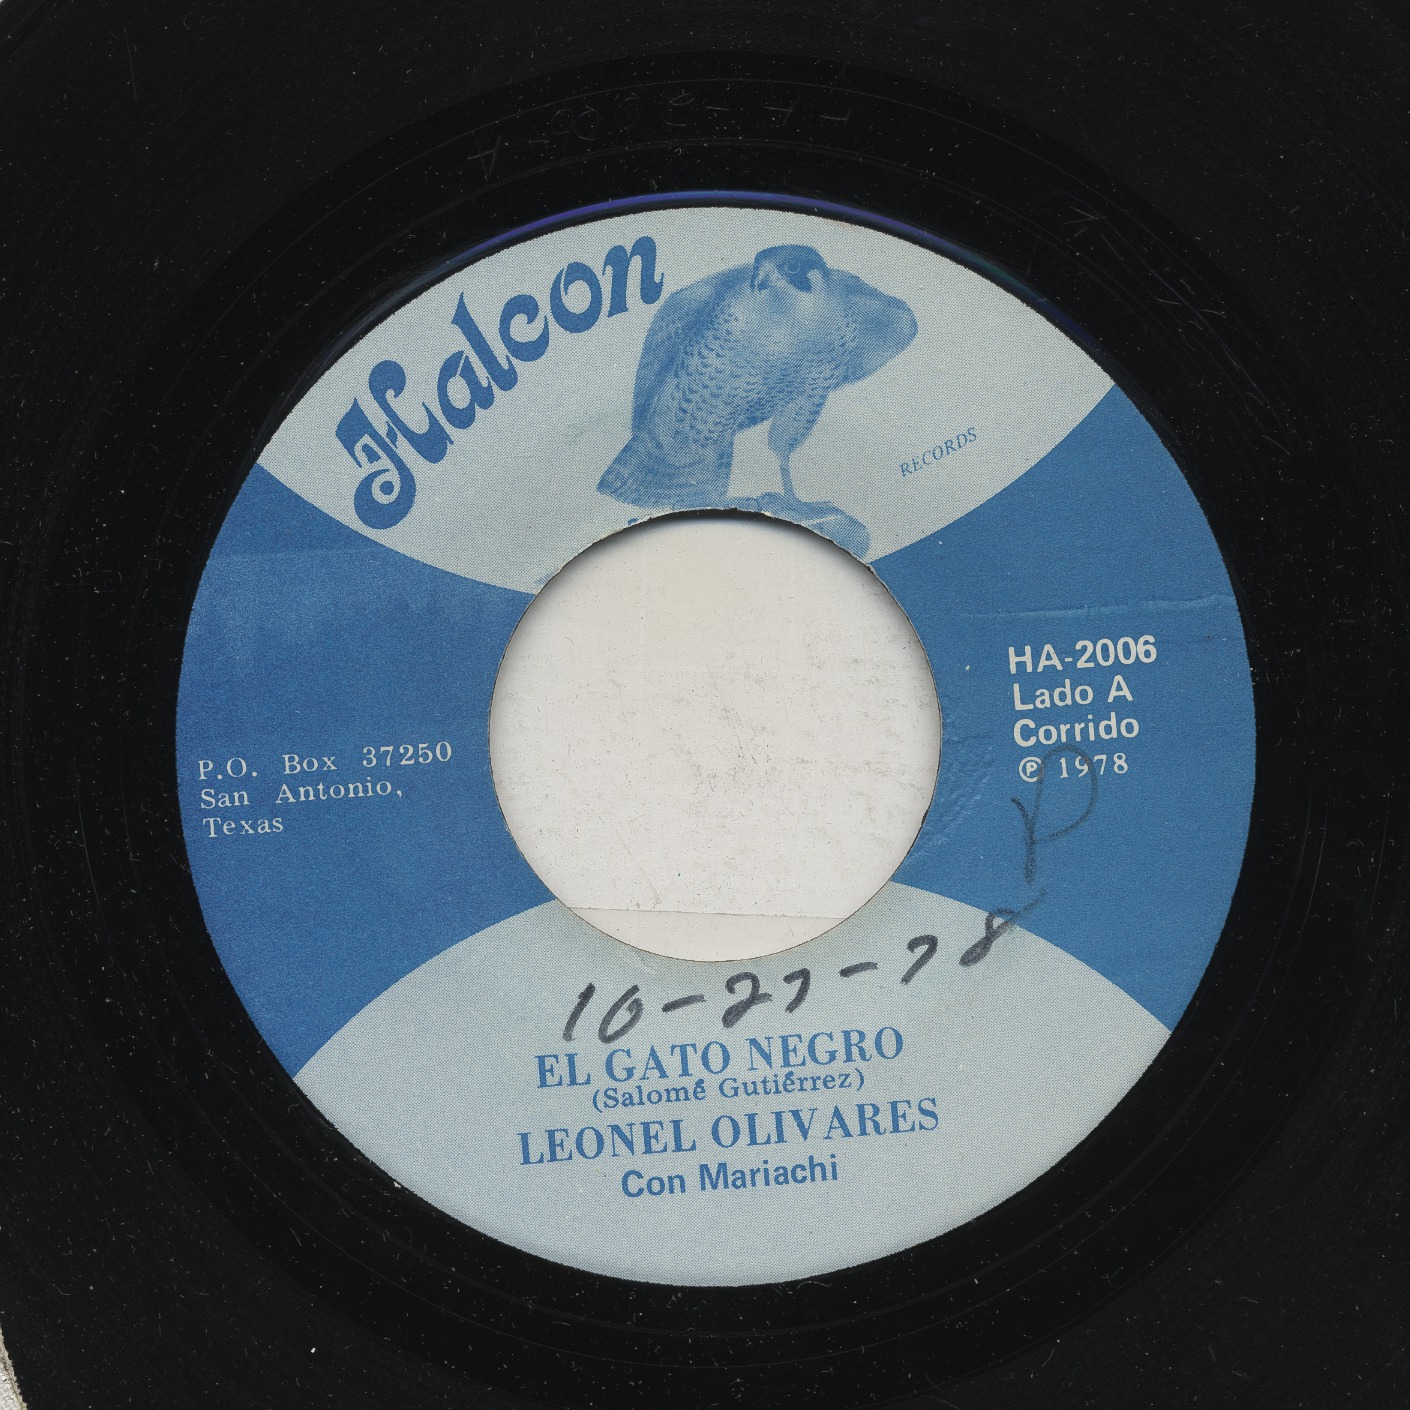 Halcon
RECORDS
HA-2006
Lado A
Corrido
℗ 1978
P.O. Box 37250
San Antonio,
Texas
10-27-78
EL GATO NEGRO
(Salomé Gutiérrez)
LEONEL OLIVARES
Con Mariachi